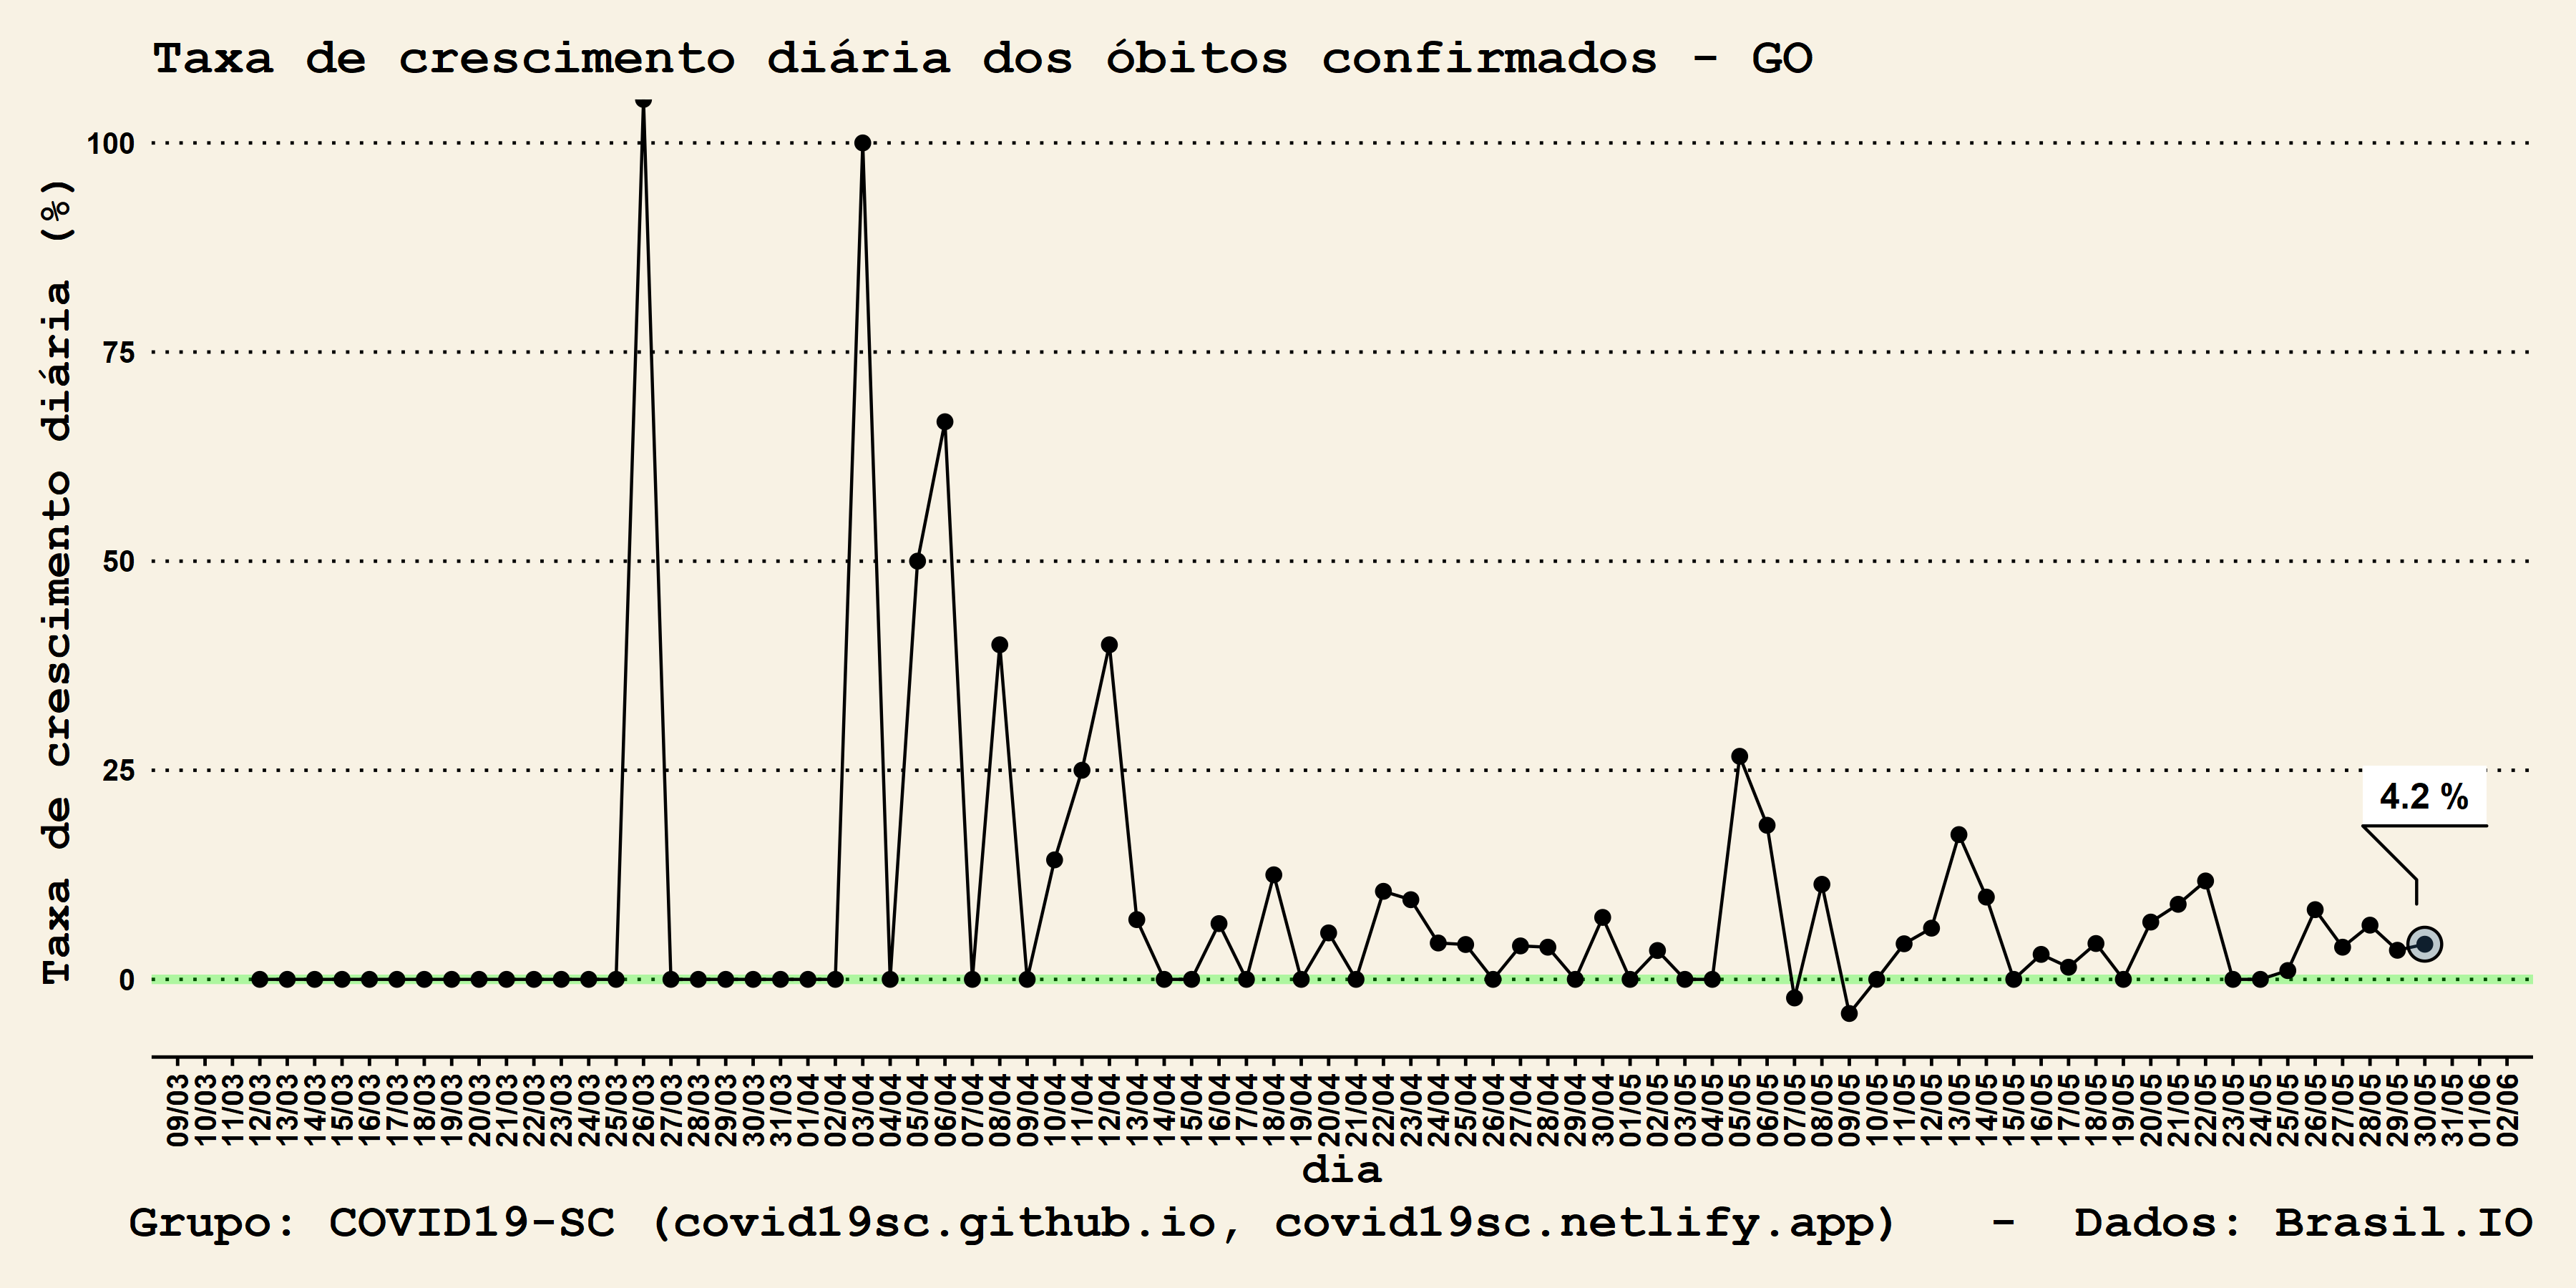 Taxa de crescimento diária dos óbitos confirmados - GO
Taxa de crescimento diária (%)
100
75
50
25
0
4.2 %
09/03 10/03 11/03 12/03 13/03 14/03 15/03 16/03 17/03 18/03 19/03 20/03 21/03 22/03 23/03 24/03 25/03 26/03 27/03 28/03 29/03 30/03 31/03 01/04 02/04 03/04 04/04 05/04 06/04 07/04 08/04 09/04 10/04 11/04 12/04 13/04 14/04 15/04 16/04 17/04 18/04 19/04 20/04 21/04 22/04 23/04 24/04 25/04 26/04 27/04 28/04 29/04 30/04 01/05 02/05 03/05 04/05 05/05 06/05 07/05 08/05 09/05 10/05 11/05 12/05 13/05 14/05 15/05 16/05 17/05 18/05 19/05 20/05 21/05 22/05 23/05 24/05 25/05 26/05 27/05 28/05 29/05 30/05 31/05 01/06 02/06
dia
Grupo: COVID19-SC (covid19sc.github.io, covid19sc.netlify.app) - Dados: Brasil.IO